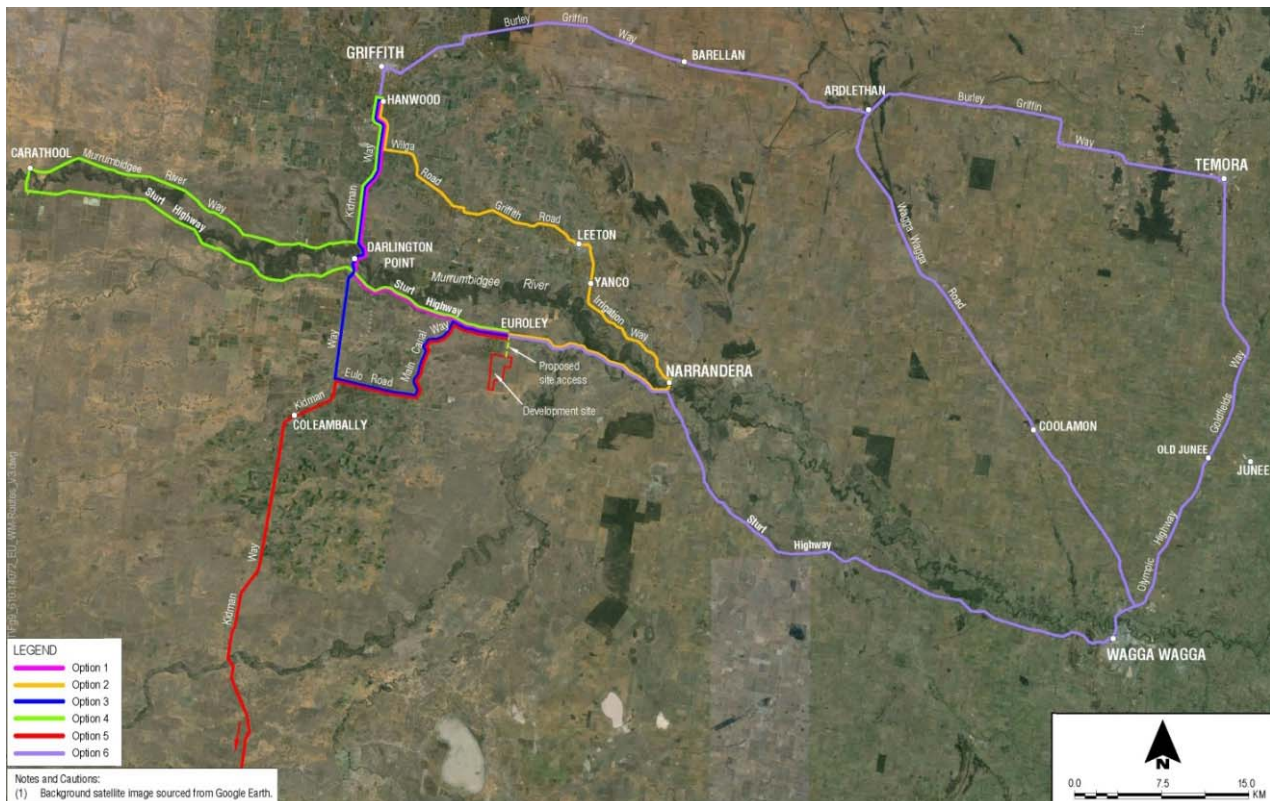 Burley
Griffin
Way
GRIFFITH
BARELLAN
HANWOOD
ARDLETHAN
Burley
Griffin
Way
CARATHOOL
Murrumbidgee
River
Way
Way
Wilga
Road
TEMORA
Sturt
Highway
Kidman
Griffith
Road
LEETON
Wagga Wagga
Road
DARLINGTON
POINT
Murrumbidgee
River
YANCO
Sturt
Highway
Irrigation
Way
Way
Canal
Way
Main
EUROLEY
Proposed
site access
Eulo
Road
NARRANDERA
Development site
Way
Goldfields
Kidman
COLEAMBALLY
COOLAMON
OLD JUNEE
JUNEE
Sturt
Highway
Highway
Olympic
Way
Kidman
WAGGA WAGGA
LEGEND
Option 1
Option 2
Option 3
Option 4
Option 5
Option 6
Notes and Cautions:
(1) Background satellite image sourced from Google Earth.
0.0
7.5
15.0
KM